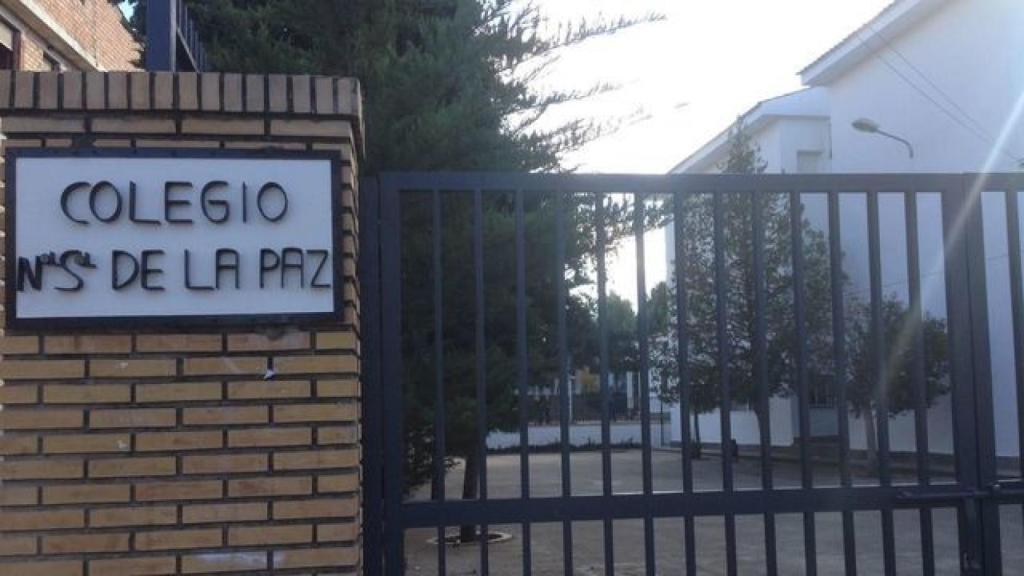 COLEGIO
Nª Sª DE LA PAZ